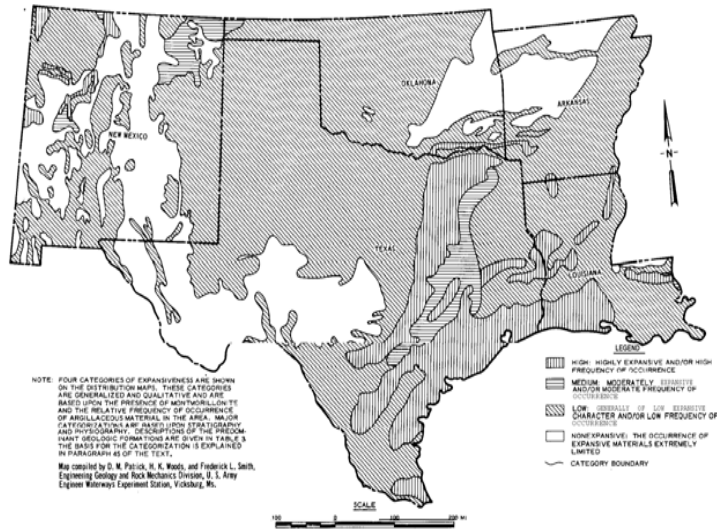 OKLAHOMA
ARKANSAS
NEW MEXICO
-N-
TEXAS
LOUISIANA
LEGEND
HIGH: HIGHLY EXPANSIVE AND/OR HIGH
FREQUENCY OF OCCURRENCE
MEDIUM: MODERATELY EXPANSIVE
AND/OR MODERATE FREQUENCY OF
OCCURRENCE
LOW: GENERALLY OF LOW EXPANSIVE
CHARACTER AND/OR LOW FREQUENCY OF
OCCURRENCE
NONEXPANSIVE: THE OCCURRENCE OF
EXPANSIVE MATERIALS EXTREMELY
LIMITED
CATEGORY BOUNDARY
NOTE: FOUR CATEGORIES OF EXPANSIVENESS ARE SHOWN
ON THE DISTRIBUTION MAPS. THESE CATEGORIES
ARE GENERALIZED AND QUALITATIVE AND ARE
BASED UPON THE PRESENCE OF MONTMORILLONITE
AND THE RELATIVE FREQUENCY OF OCCURRENCE
OF ARGILLACEOUS MATERIAL IN THE AREA. MAJOR
CATEGORIZATIONS ARE BASED UPON STRATIGRAPHY
AND PHYSIOGRAPHY. DESCRIPTIONS OF THE PREDOM-
INANT GEOLOGIC FORMATIONS ARE GIVEN IN TABLE 3.
THE BASIS FOR THE CATEGORIZATION IS EXPLAINED
IN PARAGRAPH 45 OF THE TEXT.
Map compiled by D. M. Patrick, H. K. Woods, and Frederick L. Smith,
Engineering Geology and Rock Mechanics Division, U. S. Army
Engineer Waterways Experiment Station, Vicksburg, Ms.
SCALE
100 0 100 200 MI